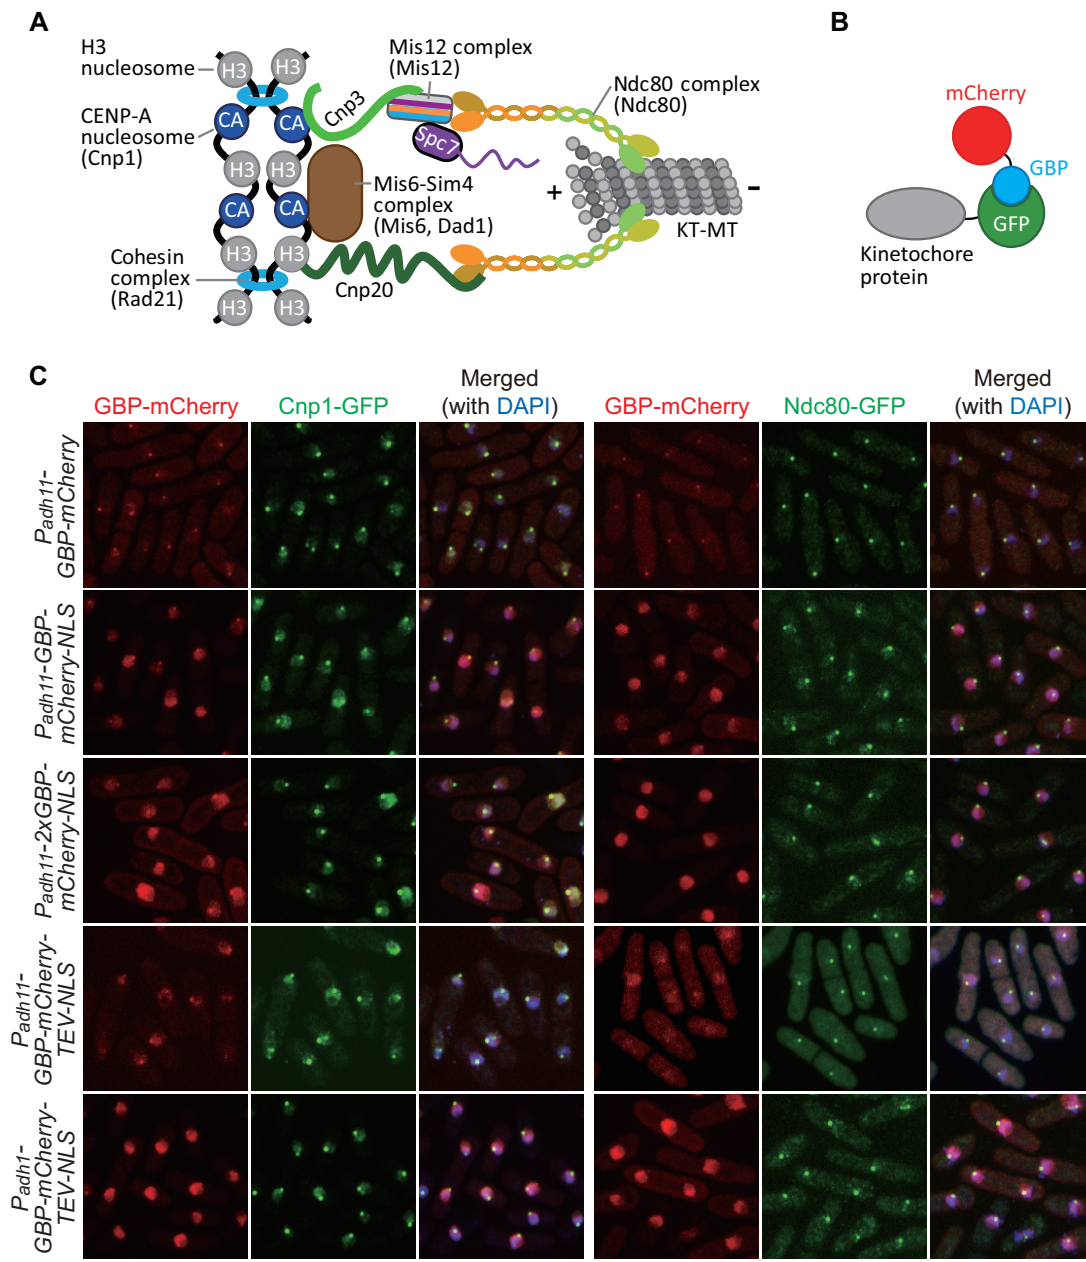 A
H3
nucleosome
CENP-A
nucleosome
(Cnp1)
Cohesin
complex
(Rad21)
H3
H3
CA
CA
H3
H3
CA
CA
H3
H3
H3
H3
Cnp3
Mis12 complex
(Mis12)
Spc7
Mis6-Sim4
complex
(Mis6, Dad1)
Cnp20
Ndc80 complex
(Ndc80)
+
-
KT-MT
B
mCherry
GBP
GFP
Kinetochore
protein
C
GBP-mCherry
Cnp1-GFP
Merged
(with DAPI)
GBP-mCherry
Ndc80-GFP
Merged
(with DAPI)
Padh11-
GBP-mCherry
Padh11-GBP-
mCherry-NLS
Padh11-2xGBP-
mCherry-NLS
Padh11-
GBP-mCherry-
TEV-NLS
Padh1-
GBP-mCherry-
TEV-NLS